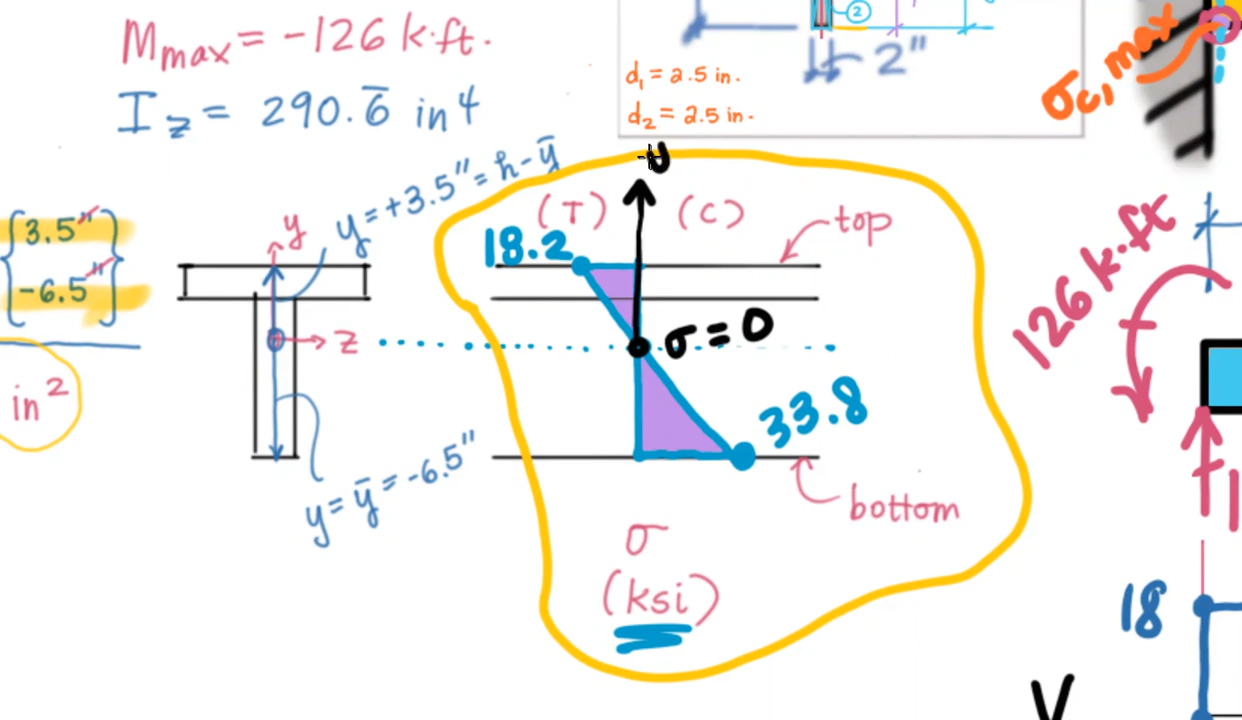 Mmax = -126 k·ft.
Iz = 290.6̅ in⁴
② 
2"
d₁ = 2.5 in.
d₂ = 2.5 in.
σc, max
{3.5"
-6.5"}
in²
y = +3.5" = h - y̅
y
z
y = y̅ = -6.5"
(T) (C)
top
18.2
σ = 0
33.8
bottom
σ
(ksi)
126 k·ft
18
V